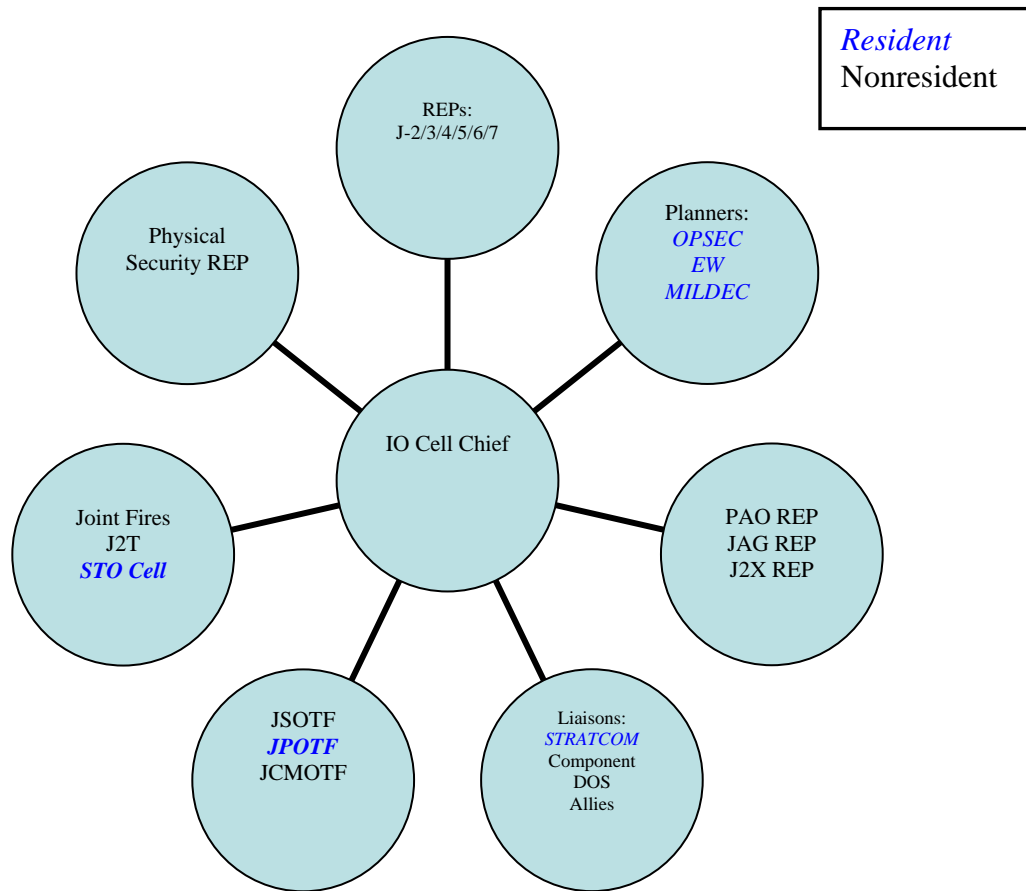 Resident
Nonresident
REPs:
J-2/3/4/5/6/7
Planners:
OPSEC
EW
MILDEC
Physical
Security REP
IO Cell Chief
Joint Fires
J2T
STO Cell
PAO REP
JAG REP
J2X REP
JSOTF
JPOTF
JCMOTF
Liaisons:
STRATCOM
Component
DOS
Allies